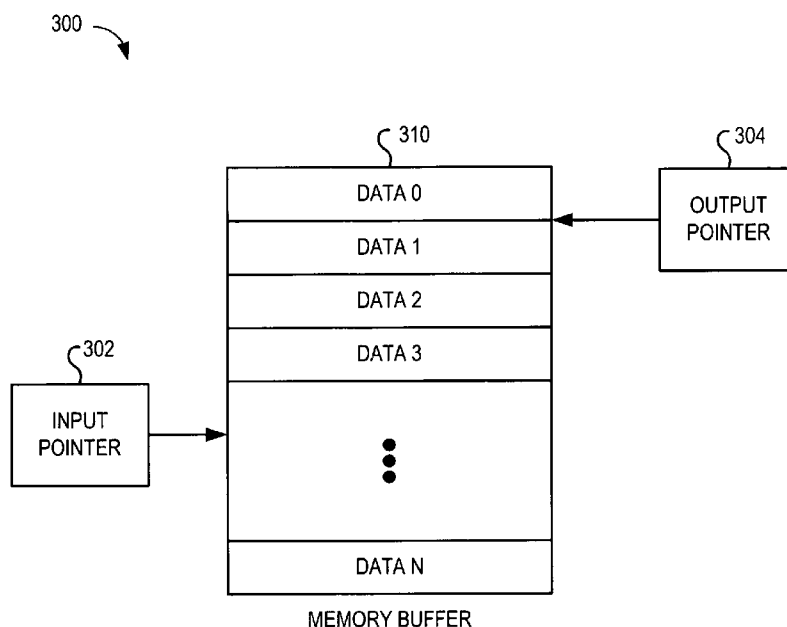 300
310
304
DATA 0
OUTPUT
POINTER
DATA 1
DATA 2
302
DATA 3
INPUT
POINTER
DATA N
MEMORY BUFFER